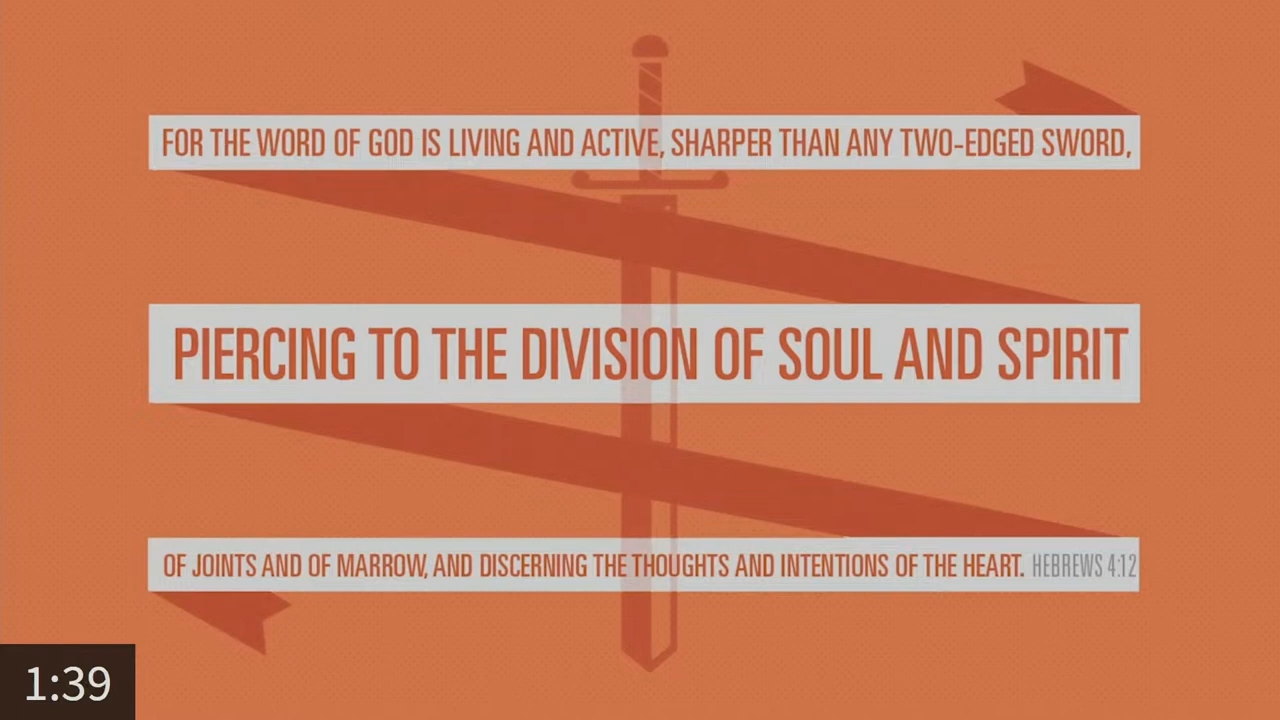 FOR THE WORD OF GOD IS LIVING AND ACTIVE, SHARPER THAN ANY TWO-EDGED SWORD,
PIERCING TO THE DIVISION OF SOUL AND SPIRIT
OF JOINTS AND OF MARROW, AND DISCERNING THE THOUGHTS AND INTENTIONS OF THE HEART. HEBREWS 4:12
1:39